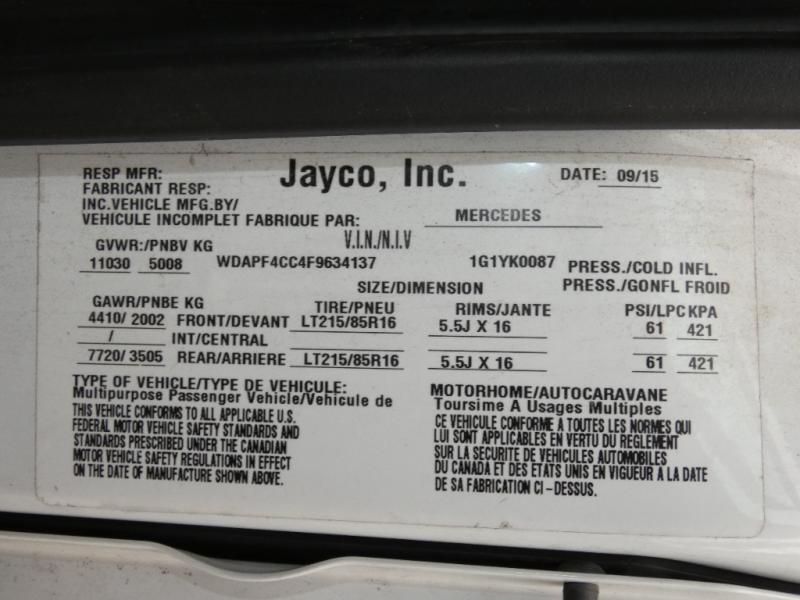 RESP MFR: Jayco, Inc. DATE: 09/15
FABRICANT RESP:
INC.VEHICLE MFG.BY/
VEHICULE INCOMPLET FABRIQUE PAR: MERCEDES
GVWR:/PNBV KG V.I.N./N.I.V
11030 5008 WDAPF4CC4F9634137 1G1YK0087 PRESS./COLD INFL.
SIZE/DIMENSION PRESS./GONFL FROID
GAWR/PNBE KG TIRE/PNEU RIMS/JANTE PSI/LPC KPA
4410/ 2002 FRONT/DEVANT LT215/85R16 5.5J X 16 61 421
/ INT/CENTRAL
7720/ 3505 REAR/ARRIERE LT215/85R16 5.5J X 16 61 421
TYPE OF VEHICLE/TYPE DE VEHICULE: MOTORHOME/AUTOCARAVANE
Multipurpose Passenger Vehicle/Vehicule de Toursime A Usages Multiples
THIS VEHICLE CONFORMS TO ALL APPLICABLE U.S.
FEDERAL MOTOR VEHICLE SAFETY STANDARDS AND
STANDARDS PRESCRIBED UNDER THE CANADIAN
MOTOR VEHICLE SAFETY REGULATIONS IN EFFECT
ON THE DATE OF MANUFACTURE SHOWN ABOVE.
CE VEHICULE CONFORME A TOUTES LES NORMES QUI
LUI SONT APPLICABLES EN VERTU DU REGLEMENT
SUR LA SECURITE DE VEHICULES AUTOMOBILES
DU CANADA ET DES ETATS UNIS EN VIGUEUR A LA DATE
DE SA FABRICATION CI-DESSUS.